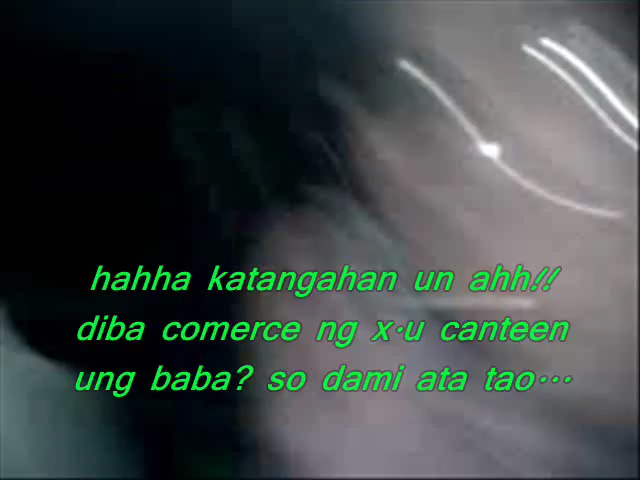 hahha katangahan un ahh!!
diba comerce ng x.u canteen
ung baba? so dami ata tao...